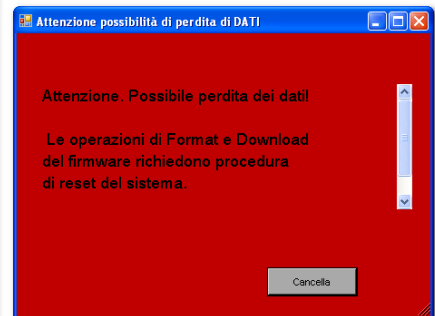 Attenzione possibilità di perdita di DATI
Attenzione. Possibile perdita dei dati!
Le operazioni di Format e Download
del firmware richiedono procedura
di reset del sistema.
Cancella